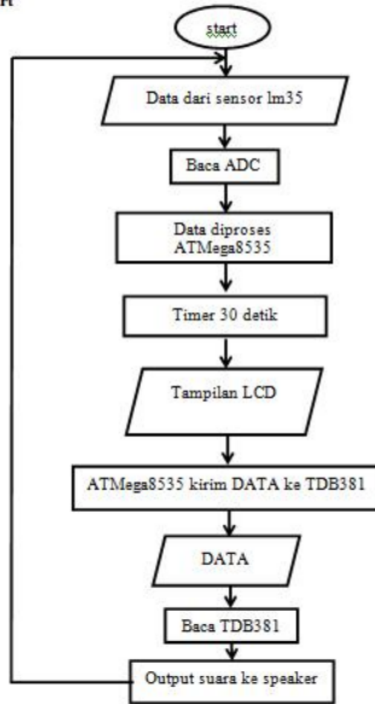 start
Data dari sensor lm35
Baca ADC
Data diproses
ATMega8535
Timer 30 detik
Tampilan LCD
ATMega8535 kirim DATA ke TDB381
DATA
Baca TDB381
Output suara ke speaker